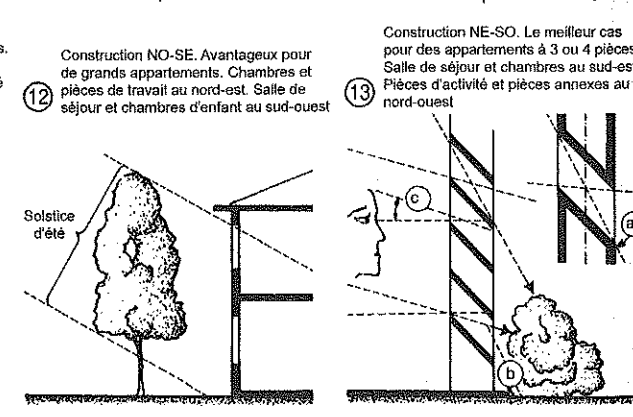 s.
é
Construction NO-SE. Avantageux pour
de grands appartements. Chambres et
⑫ pièces de travail au nord-est. Salle de
séjour et chambres d'enfant au sud-ouest
Construction NE-SO. Le meilleur cas
pour des appartements à 3 ou 4 pièces
Salle de séjour et chambres au sud-est
⑬ Pièces d'activité et pièces annexes au
nord-ouest
Solstice
d'été
c
a
b